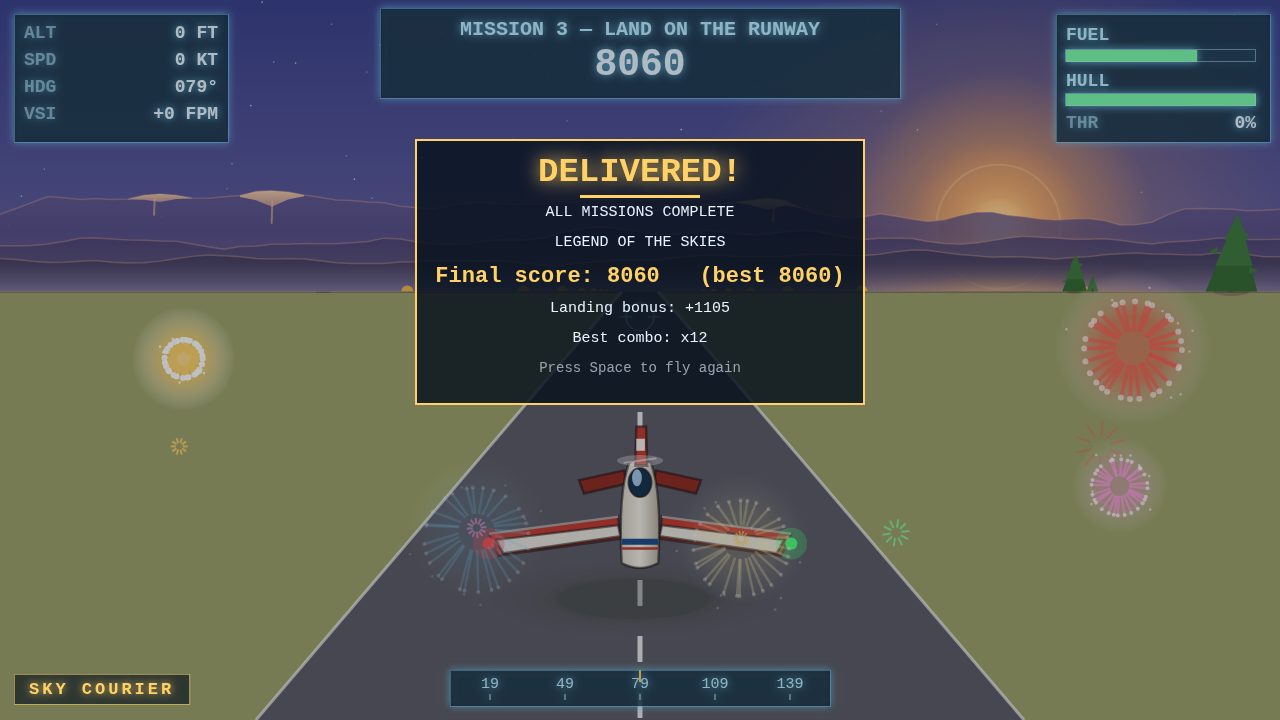 ALT 0 FT
SPD 0 KT
HDG 079°
VSI +0 FPM
MISSION 3 — LAND ON THE RUNWAY
8060
FUEL
HULL
THR 0%
DELIVERED!
ALL MISSIONS COMPLETE
LEGEND OF THE SKIES
Final score: 8060 (best 8060)
Landing bonus: +1105
Best combo: x12
Press Space to fly again
SKY COURIER
19 49 79 109 139